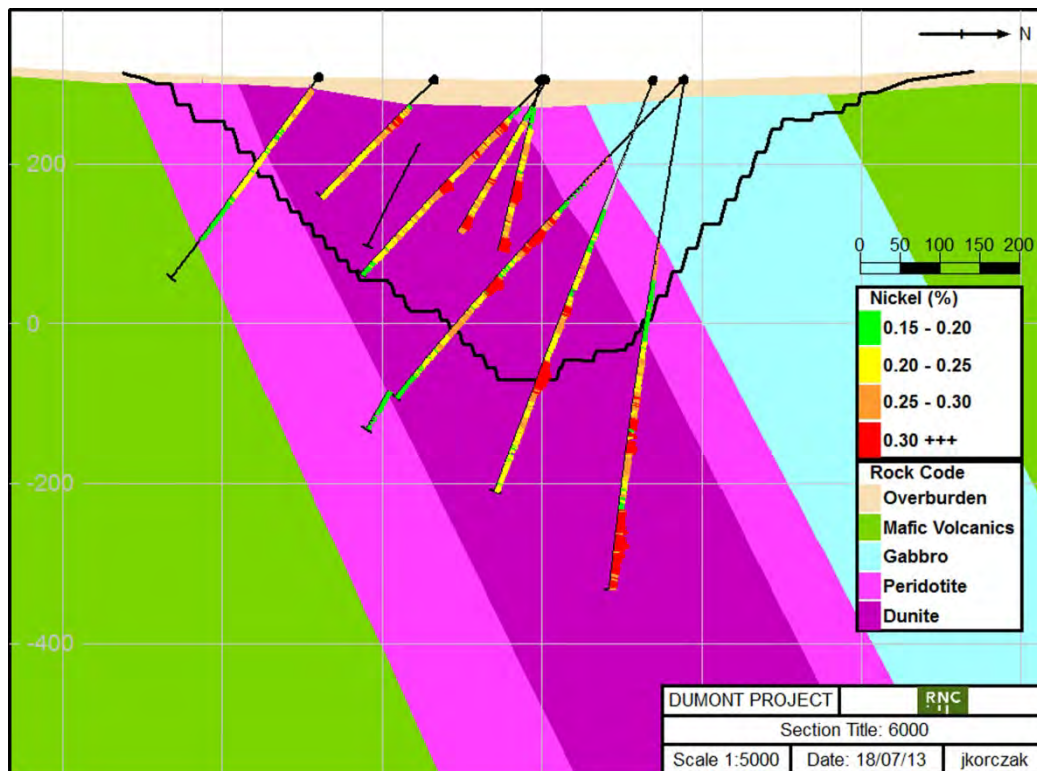 N
200
0
-200
-400
0 50 100 150 200
Nickel (%)
0.15 - 0.20
0.20 - 0.25
0.25 - 0.30
0.30 +++
Rock Code
Overburden
Mafic Volcanics
Gabbro
Peridotite
Dunite
DUMONT PROJECT
RNC
Section Title: 6000
Scale 1:5000
Date: 18/07/13
jkorczak